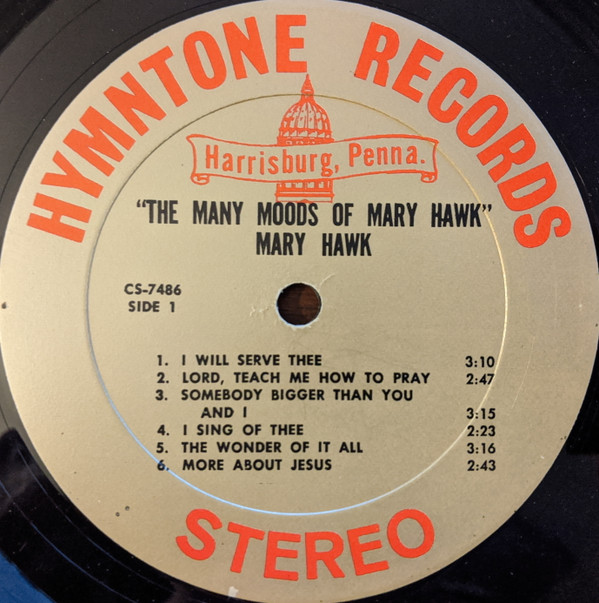 HYMNTONE RECORDS
Harrisburg, Penna.
"THE MANY MOODS OF MARY HAWK"
MARY HAWK
CS-7486
SIDE 1
1. I WILL SERVE THEE 3:10
2. LORD, TEACH ME HOW TO PRAY 2:47
3. SOMEBODY BIGGER THAN YOU
AND I 3:15
4. I SING OF THEE 2:23
5. THE WONDER OF IT ALL 3:16
6. MORE ABOUT JESUS 2:43
STEREO